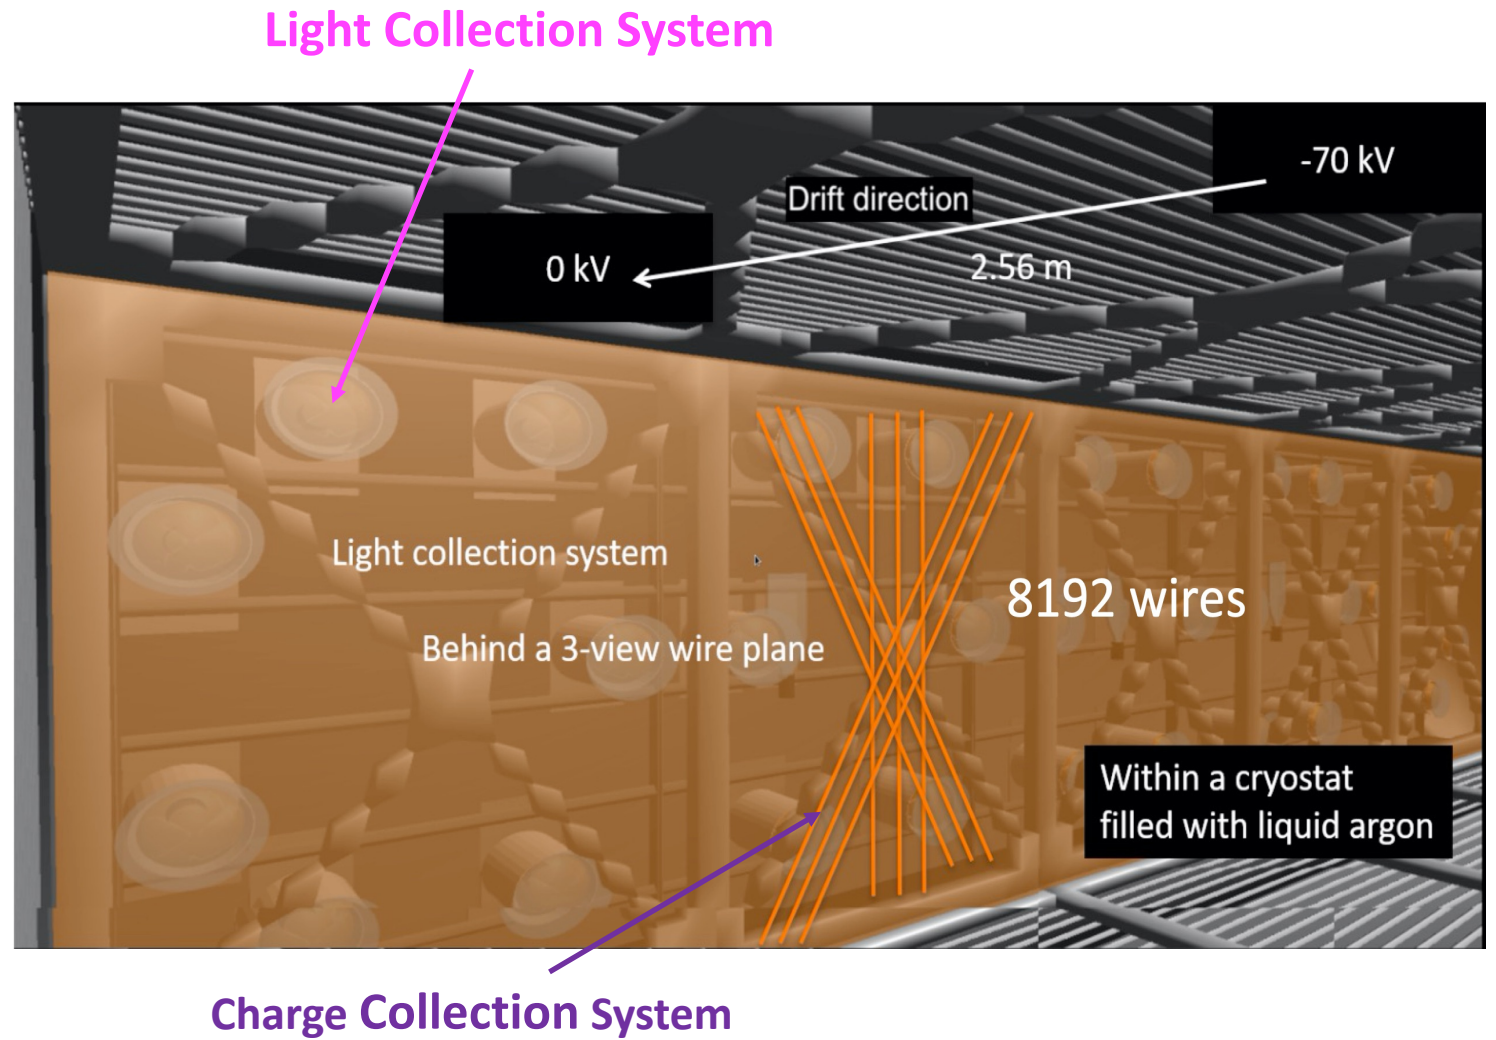 Light Collection System
-70 kV
Drift direction
0 kV
2.56 m
Light collection system
8192 wires
Behind a 3-view wire plane
Within a cryostat
filled with liquid argon
Charge Collection System